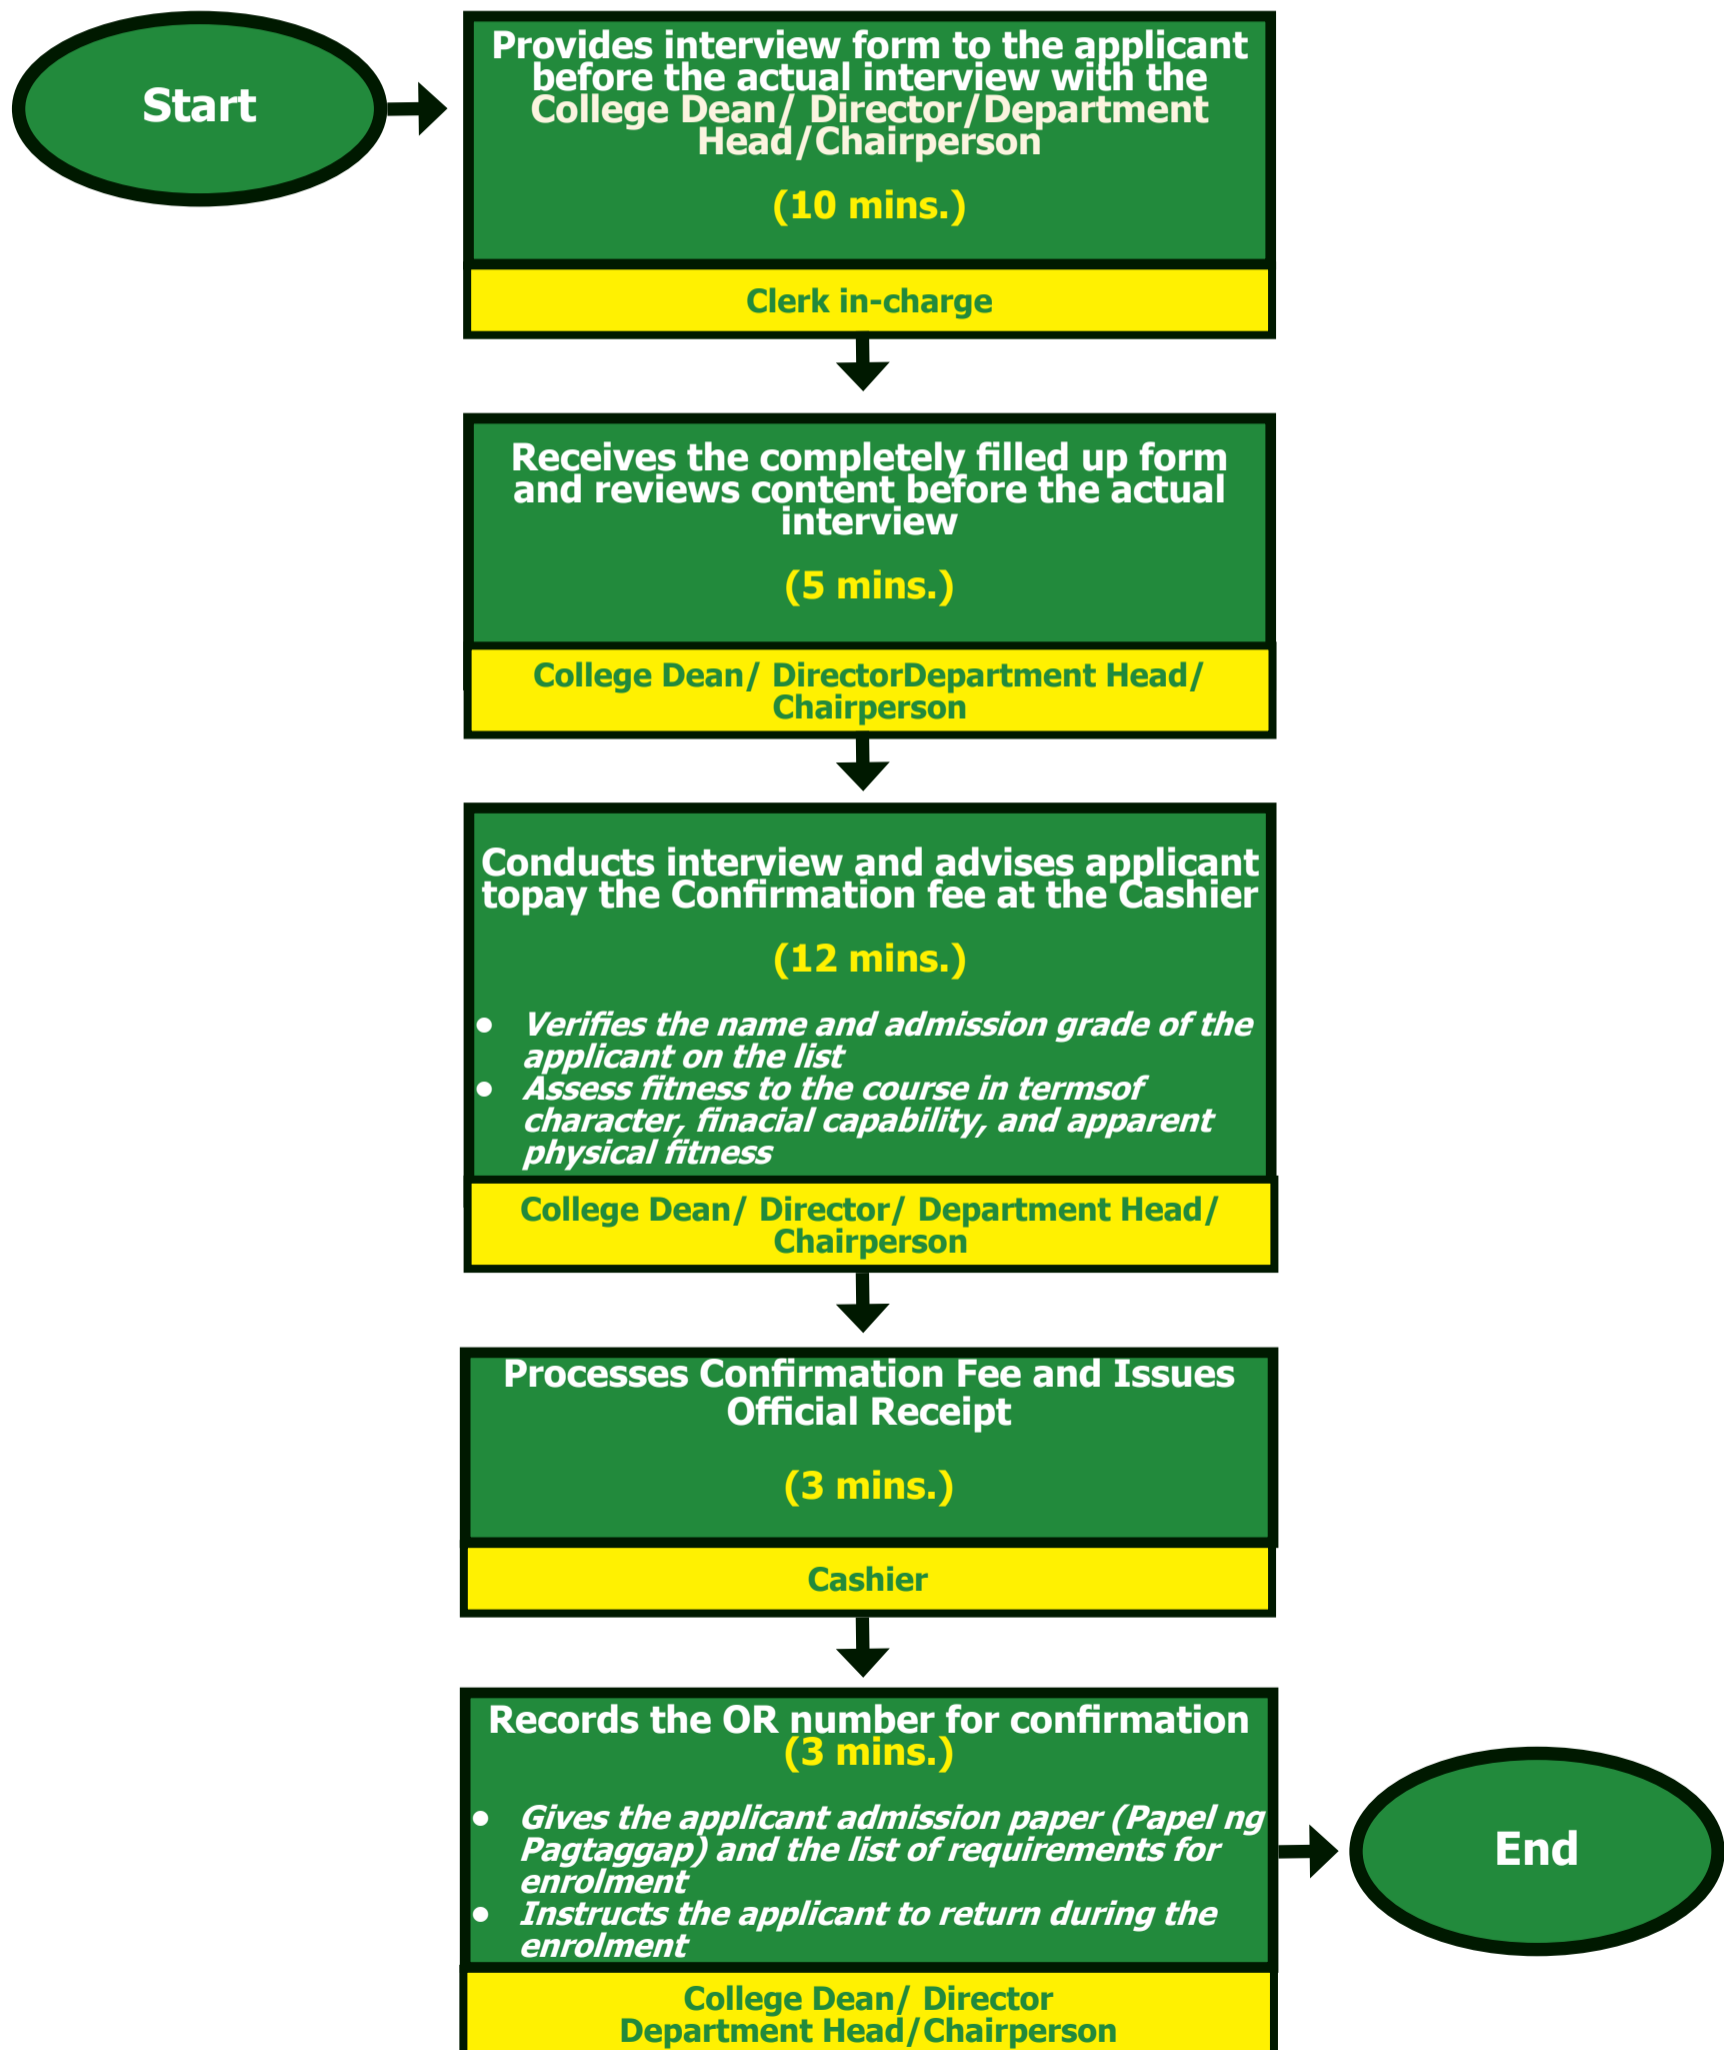 Start
Provides interview form to the applicant
before the actual interview with the
College Dean/ Director/Department
Head/Chairperson
(10 mins.)
Clerk in-charge
Receives the completely filled up form
and reviews content before the actual
interview
(5 mins.)
College Dean/ DirectorDepartment Head/
Chairperson
Conducts interview and advises applicant
topay the Confirmation fee at the Cashier
(12 mins.)
• Verifies the name and admission grade of the
applicant on the list
• Assess fitness to the course in termsof
character, finacial capability, and apparent
physical fitness
College Dean/ Director/ Department Head/
Chairperson
Processes Confirmation Fee and Issues
Official Receipt
(3 mins.)
Cashier
Records the OR number for confirmation
(3 mins.)
• Gives the applicant admission paper (Papel ng
Pagtaggap) and the list of requirements for
enrolment
• Instructs the applicant to return during the
enrolment
College Dean/ Director
Department Head/Chairperson
End